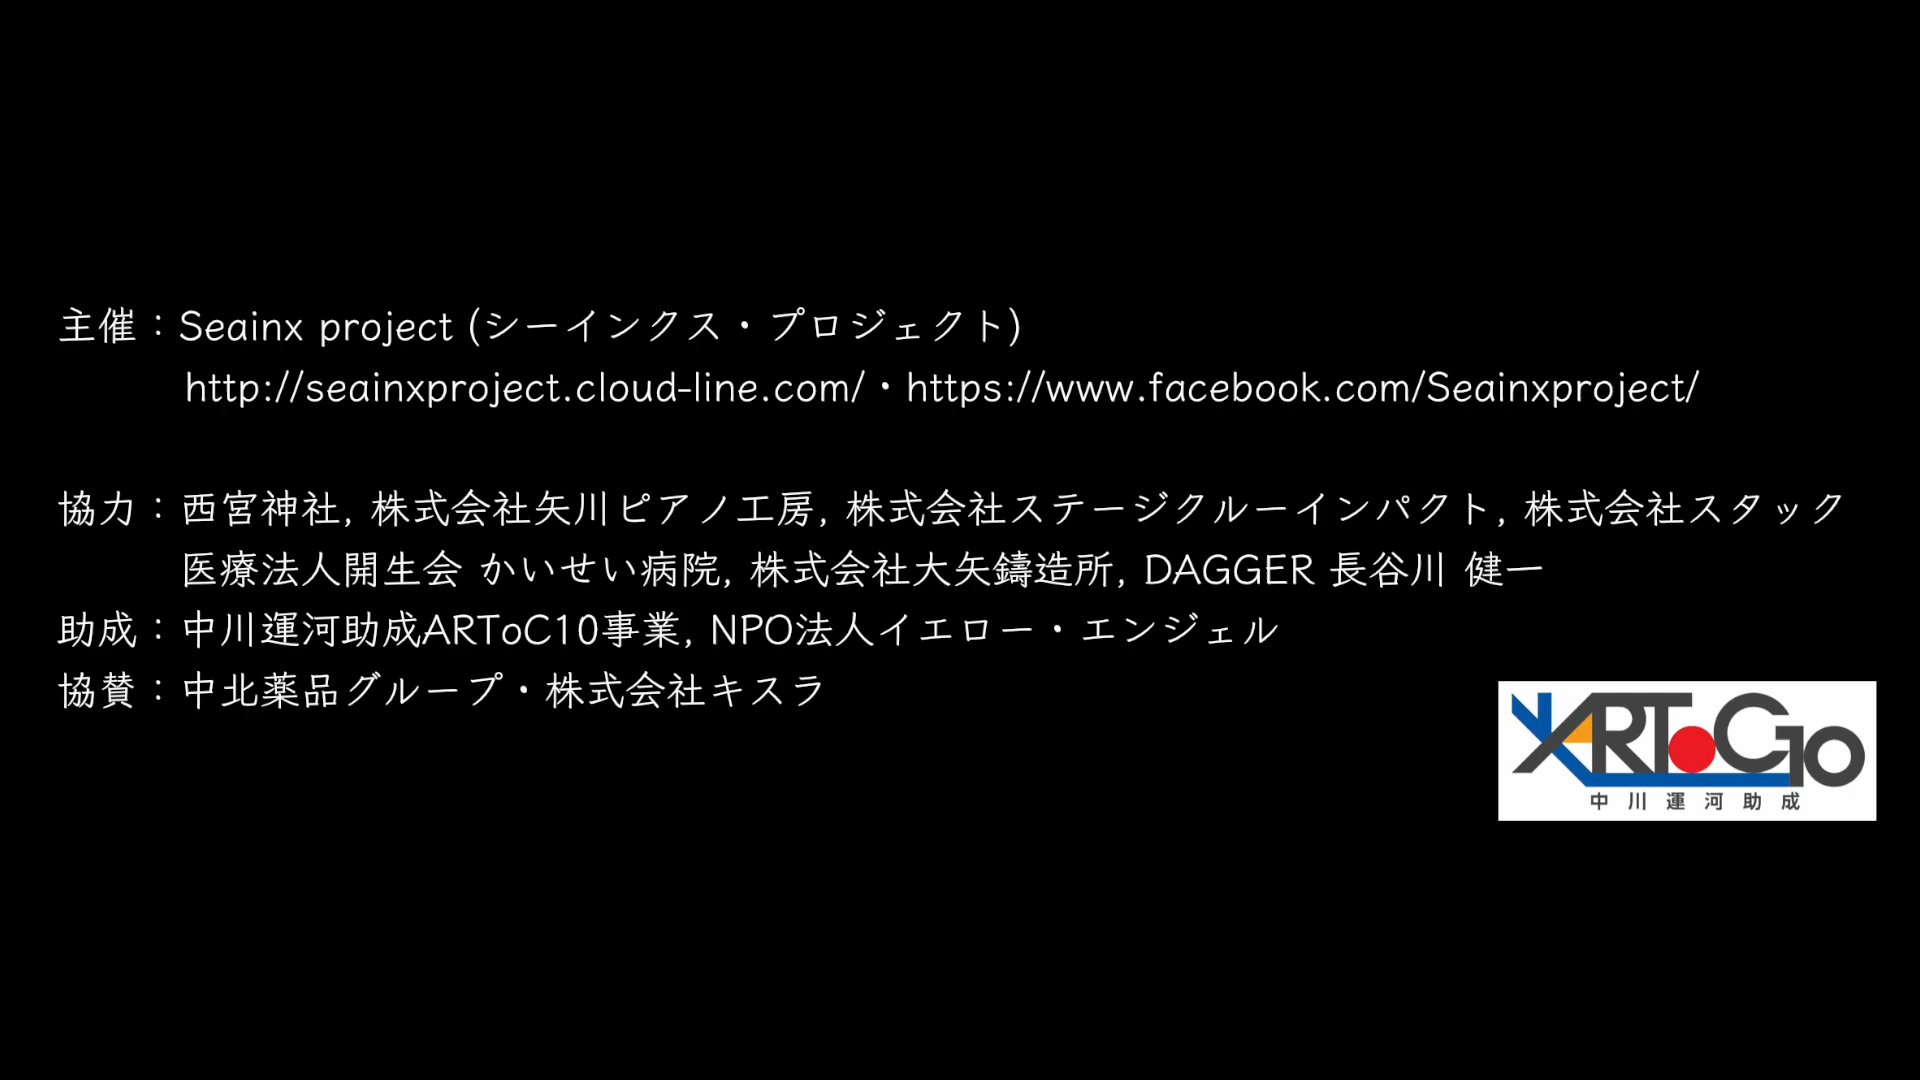 主催：Seainx project (シーインクス・プロジェクト)
http://seainxproject.cloud-line.com/・https://www.facebook.com/Seainxproject/
協力：西宮神社, 株式会社矢川ピアノ工房, 株式会社ステージクルーインパクト, 株式会社スタック
医療法人開生会 かいせい病院, 株式会社大矢鑄造所, DAGGER 長谷川 健一
助成：中川運河助成ARToC10事業, NPO法人イエロー・エンジェル
協賛：中北薬品グループ・株式会社キスラ
ARToC10
中川運河助成